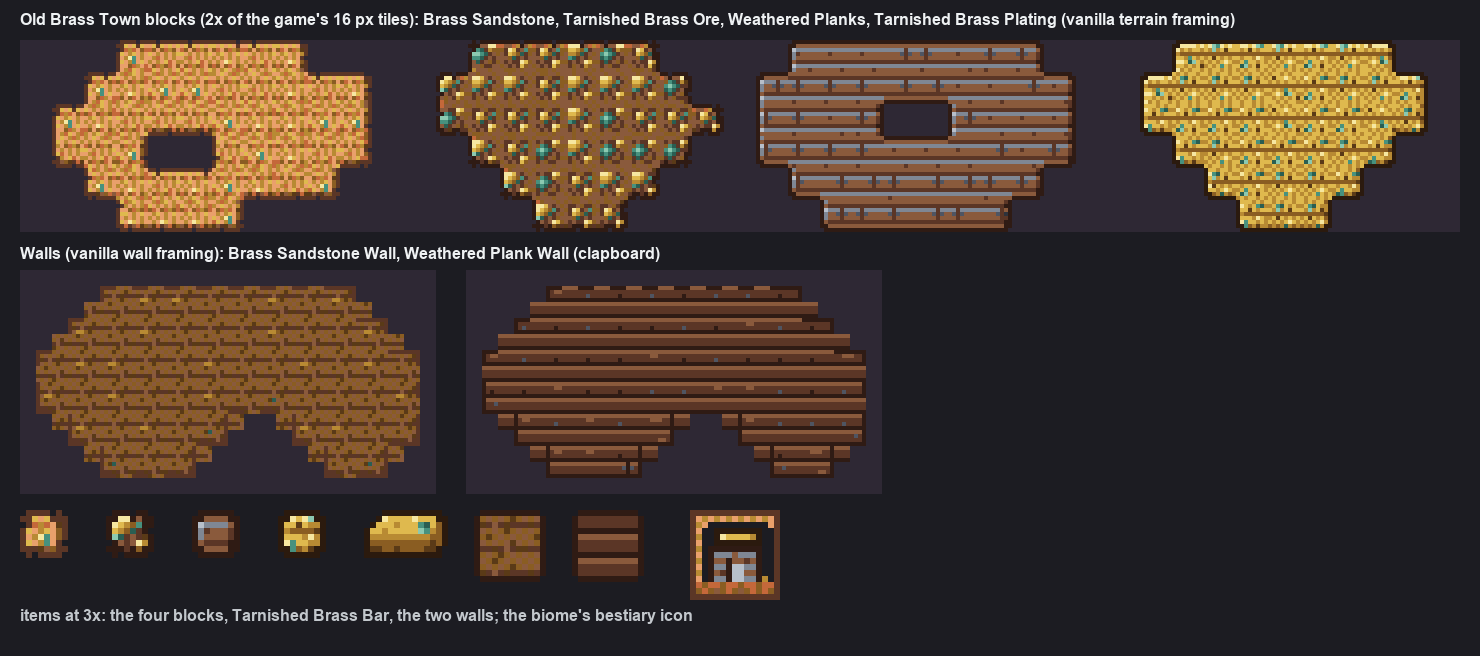 Old Brass Town blocks (2x of the game's 16 px tiles): Brass Sandstone, Tarnished Brass Ore, Weathered Planks, Tarnished Brass Plating (vanilla terrain framing)
Walls (vanilla wall framing): Brass Sandstone Wall, Weathered Plank Wall (clapboard)
items at 3x: the four blocks, Tarnished Brass Bar, the two walls; the biome's bestiary icon